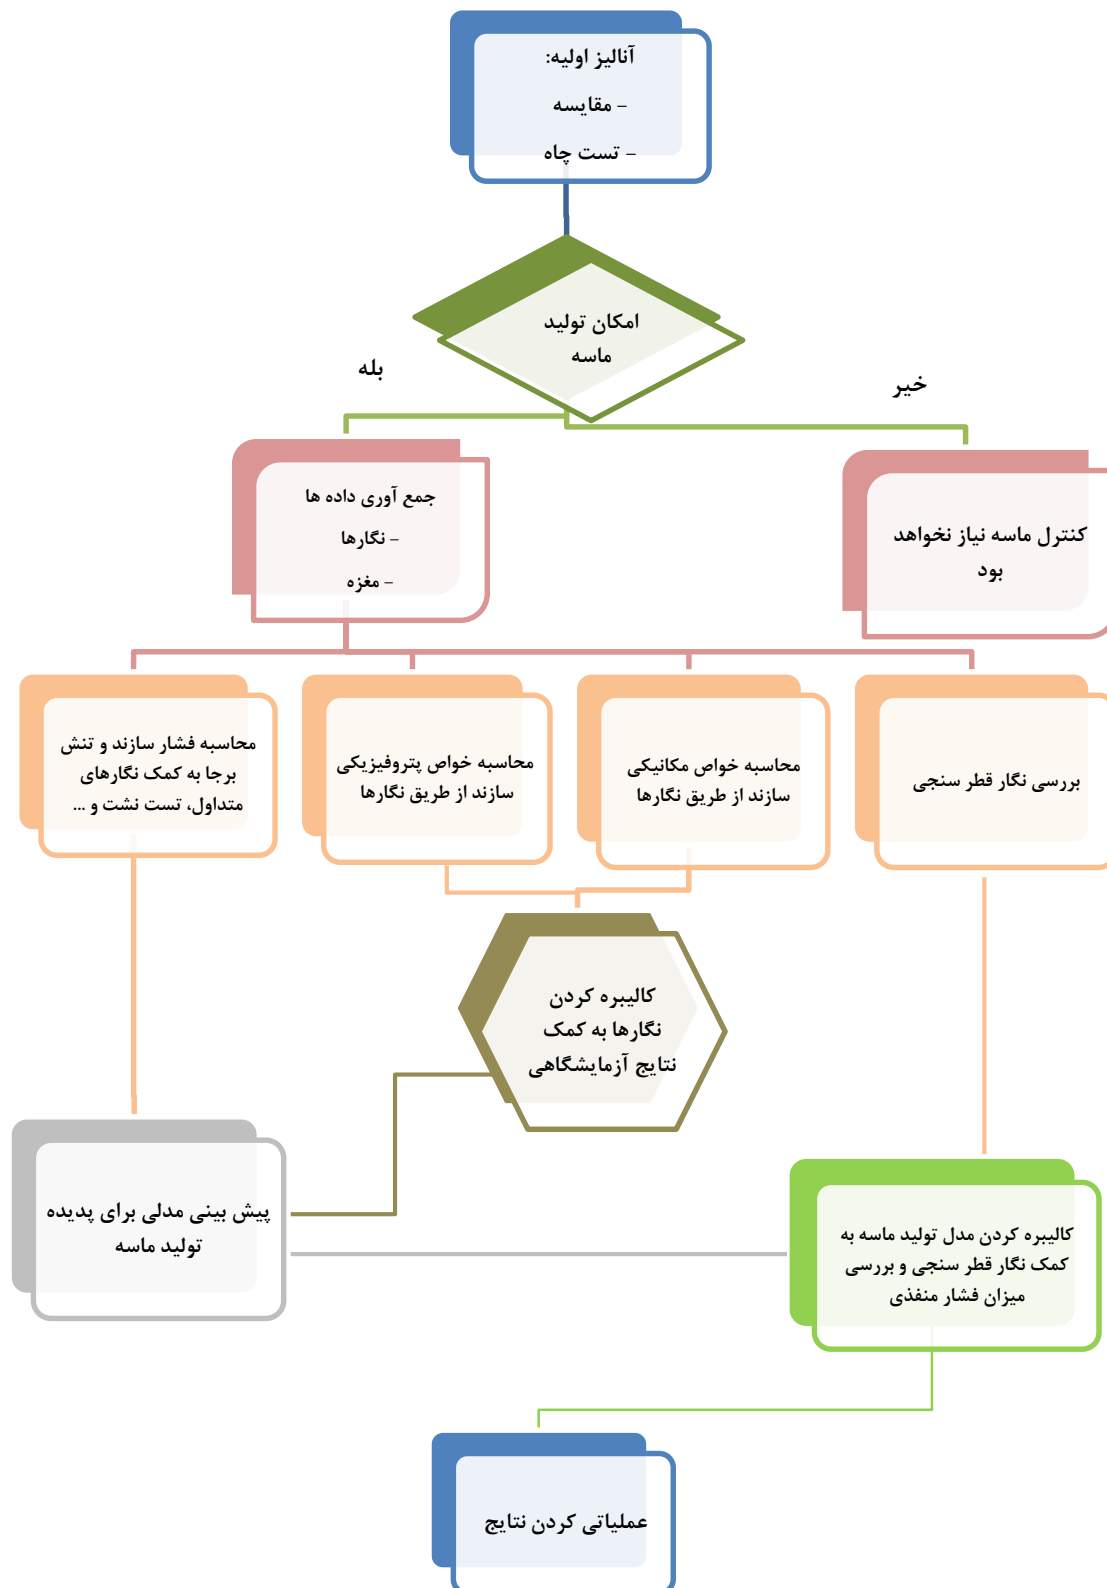 آنالیز اولیه:
– مقایسه
– تست چاه
امکان تولید
ماسه
بله
خیر
جمع آوری داده ها
– نگارها
– مغزه
کنترل ماسه نیاز نخواهد
بود
محاسبه فشار سازند و تنش
برجا به کمک نگارهای
متداول، تست نشت و ...
محاسبه خواص پتروفیزیکی
سازند از طریق نگارها
محاسبه خواص مکانیکی
سازند از طریق نگارها
بررسی نگار قطر سنجی
کالیبره کردن
نگارها به کمک
نتایج آزمایشگاهی
پیش بینی مدلی برای پدیده
تولید ماسه
کالیبره کردن مدل تولید ماسه به
کمک نگار قطر سنجی و بررسی
میزان فشار منفذی
عملیاتی کردن نتایج